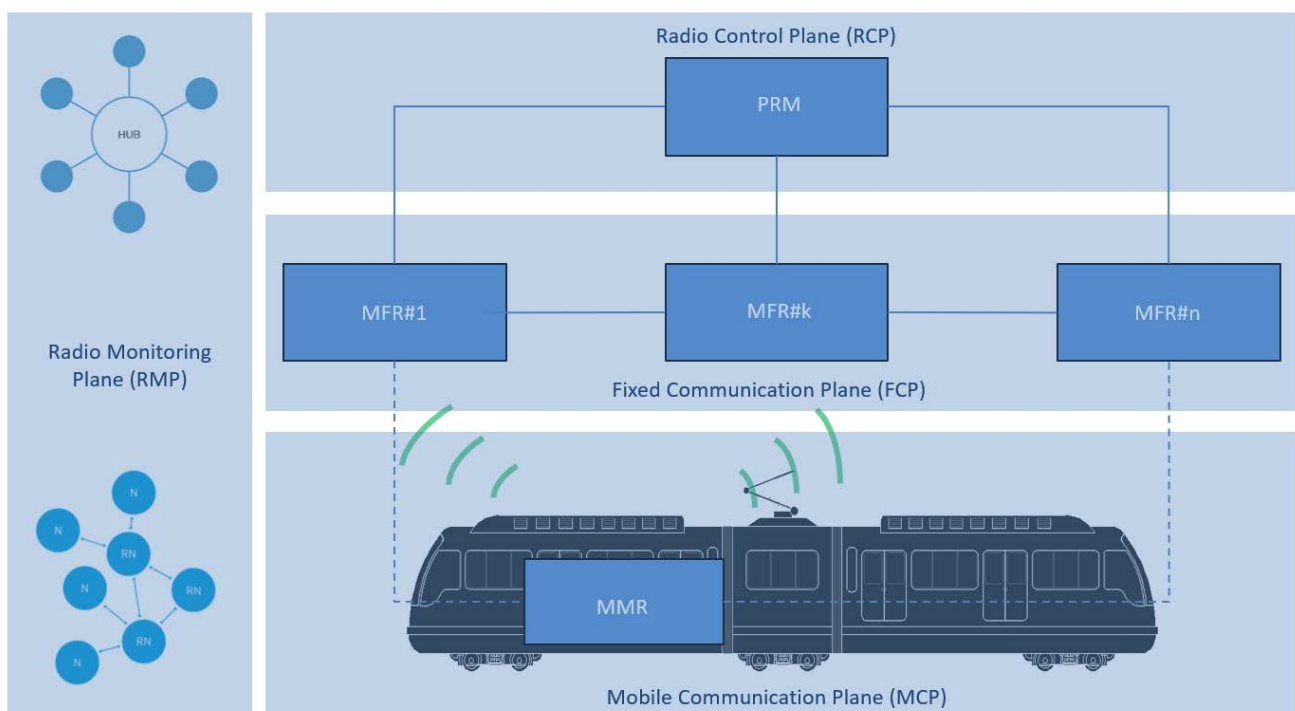 HUB
Radio Monitoring
Plane (RMP)
N
N
RN
N
RN
RN
N
Radio Control Plane (RCP)
PRM
MFR#1
MFR#k
MFR#n
Fixed Communication Plane (FCP)
MMR
Mobile Communication Plane (MCP)